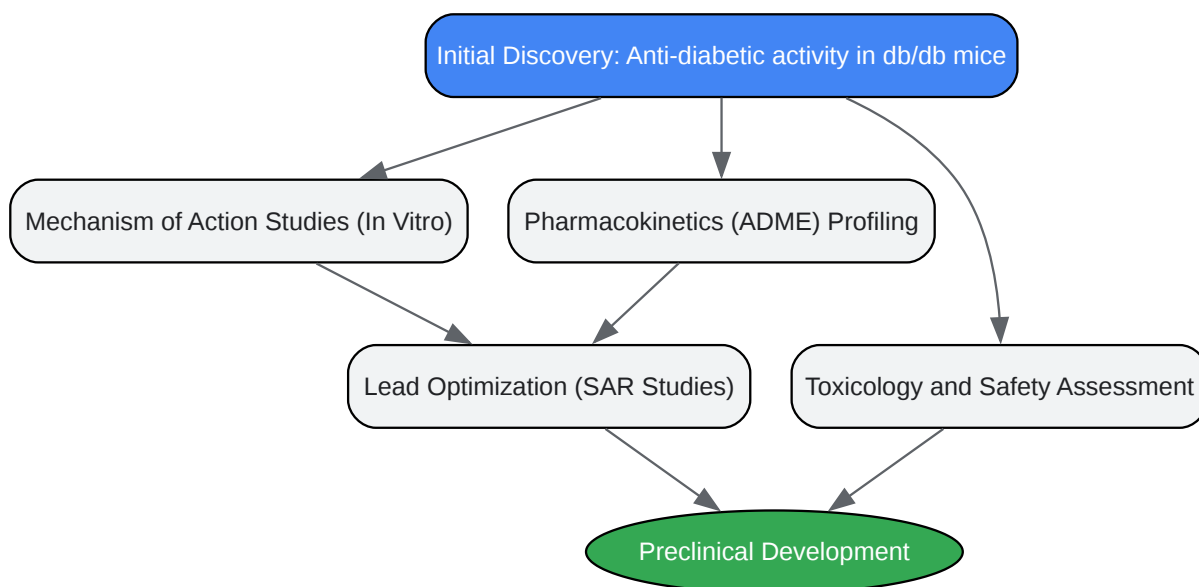 Initial Discovery: Anti-diabetic activity in db/db mice
Mechanism of Action Studies (In Vitro)
Pharmacokinetics (ADME) Profiling
Lead Optimization (SAR Studies)
Toxicology and Safety Assessment
Preclinical Development